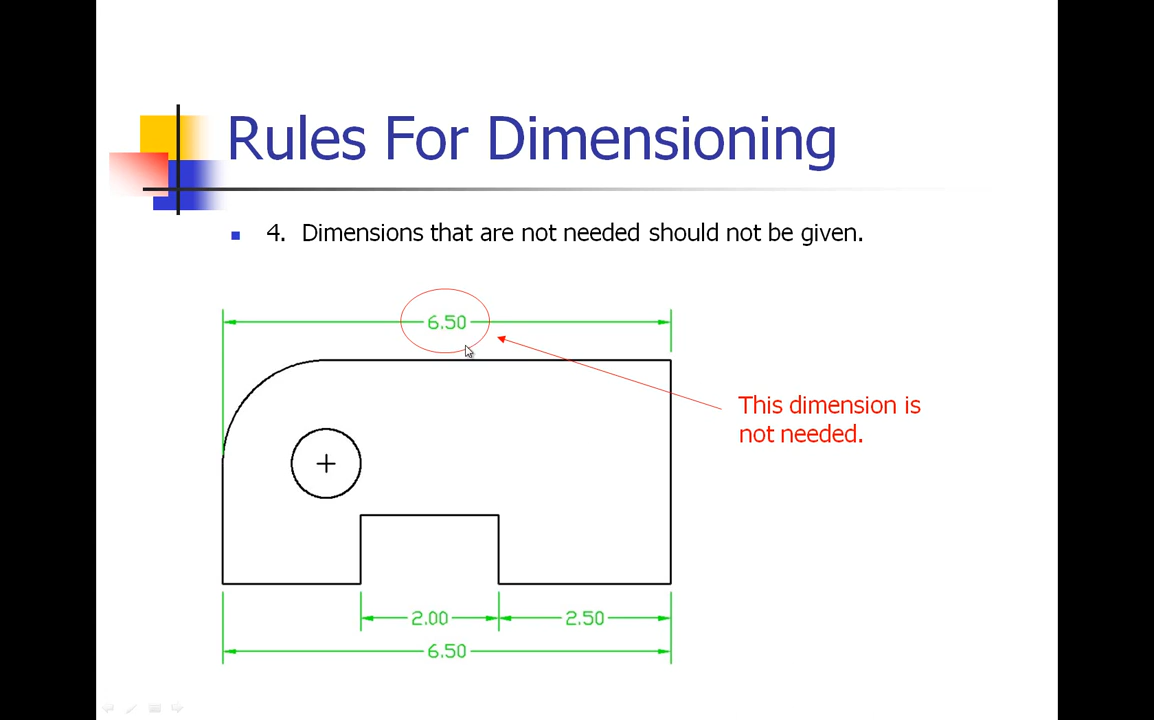 Rules For Dimensioning
4. Dimensions that are not needed should not be given.
6.50
This dimension is
not needed.
2.00 2.50
6.50